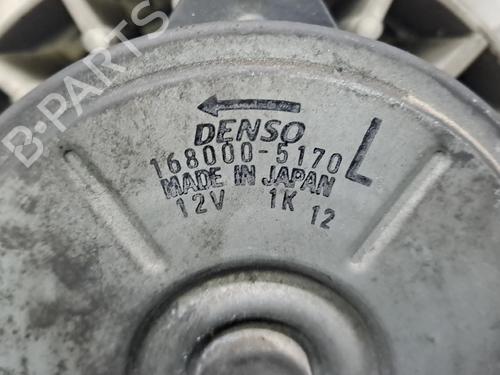 DENSO
168000-5170 L
MADE IN JAPAN
12V 1K 12
B-PARTS